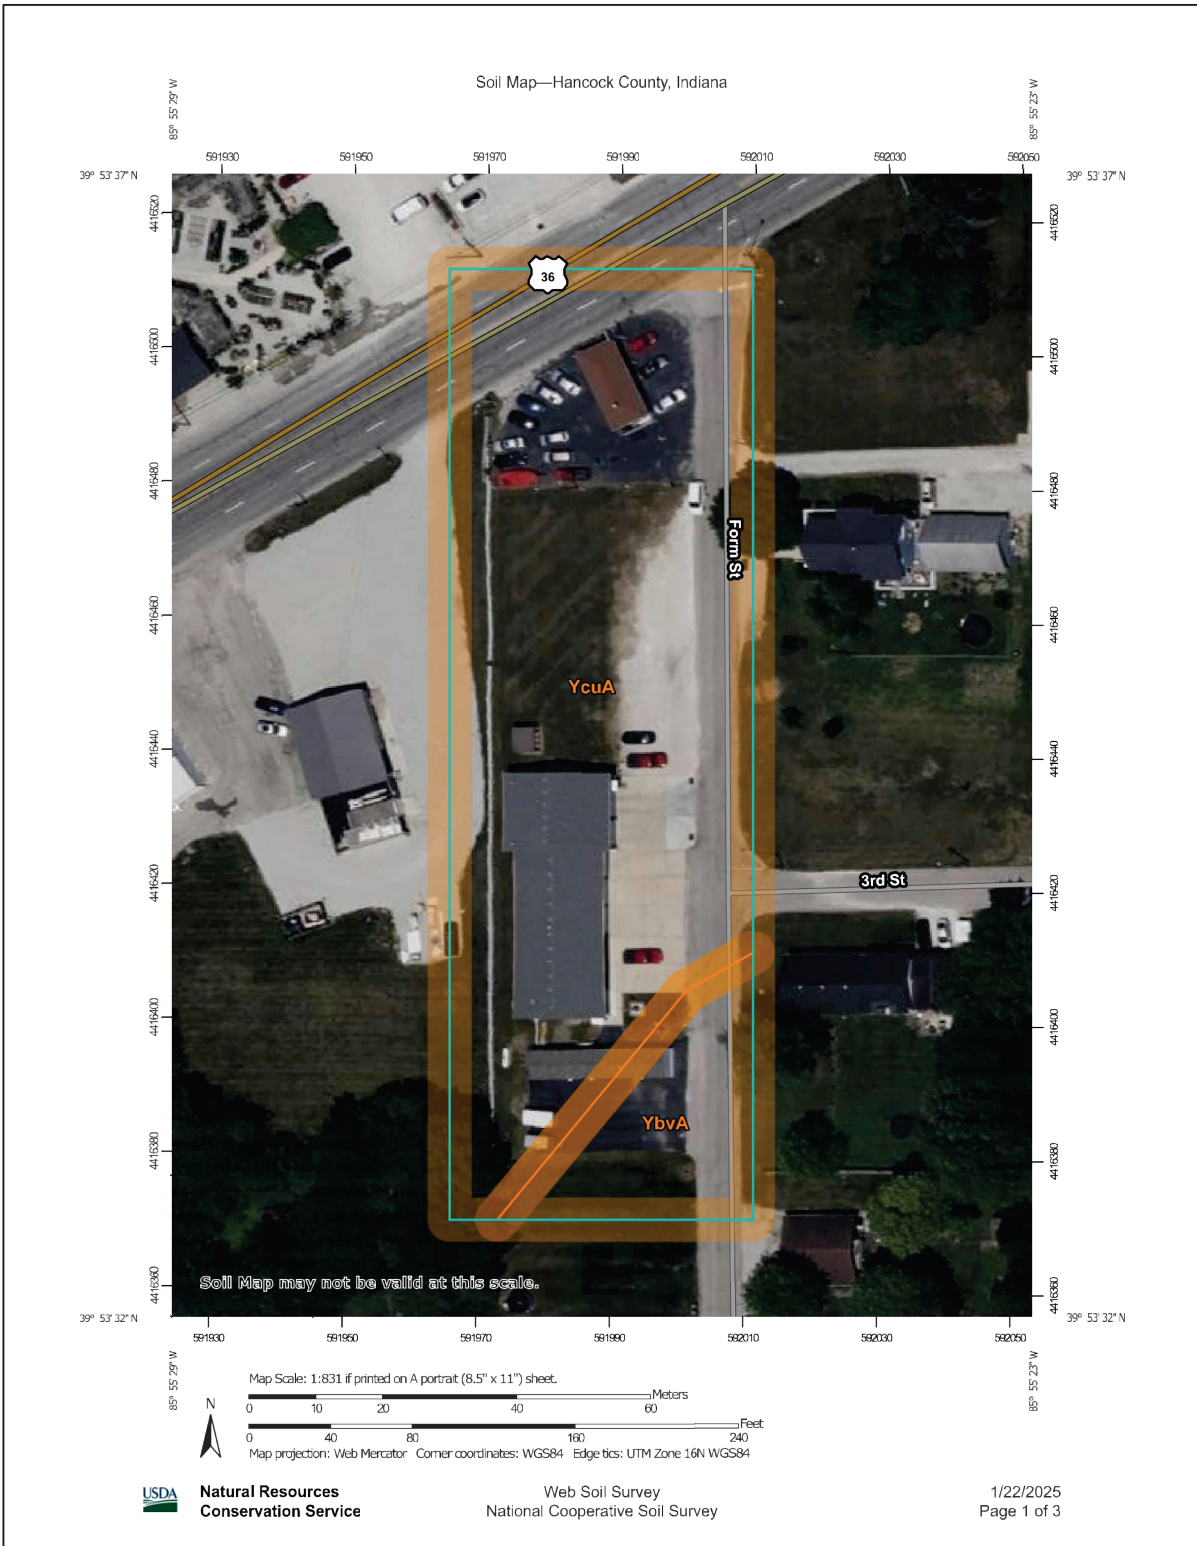 Soil Map—Hancock County, Indiana
85° 55' 29" W
85° 55' 23" W
591930 591950 591970 591990 592010 592030 592050
39° 53' 37" N
39° 53' 37" N
4416520
4416520
36
4416500
4416500
4416480
4416480
Form St
4416460
4416460
YcuA
4416440
4416440
3rd St
4416420
4416420
4416400
4416400
YbvA
4416380
4416380
Soil Map may not be valid at this scale.
4416360
4416360
39° 53' 32" N
39° 53' 32" N
591930 591950 591970 591990 592010 592030 592050
85° 55' 29" W
85° 55' 23" W
Map Scale: 1:831 if printed on A portrait (8.5" x 11") sheet.
N
Meters
0 10 20 40 60
Feet
0 40 80 160 240
Map projection: Web Mercator Corner coordinates: WGS84 Edge tics: UTM Zone 16N WGS84
USDA
Natural Resources
Conservation Service
Web Soil Survey
National Cooperative Soil Survey
1/22/2025
Page 1 of 3